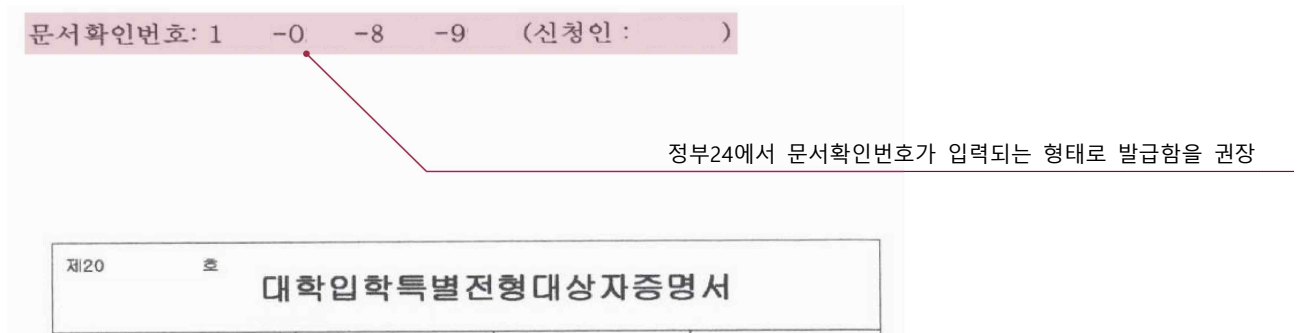 문서확인번호: 1 -0 -8 -9 (신청인 : )
정부24에서 문서확인번호가 입력되는 형태로 발급함을 권장
제20 호
대학입학특별전형대상자증명서